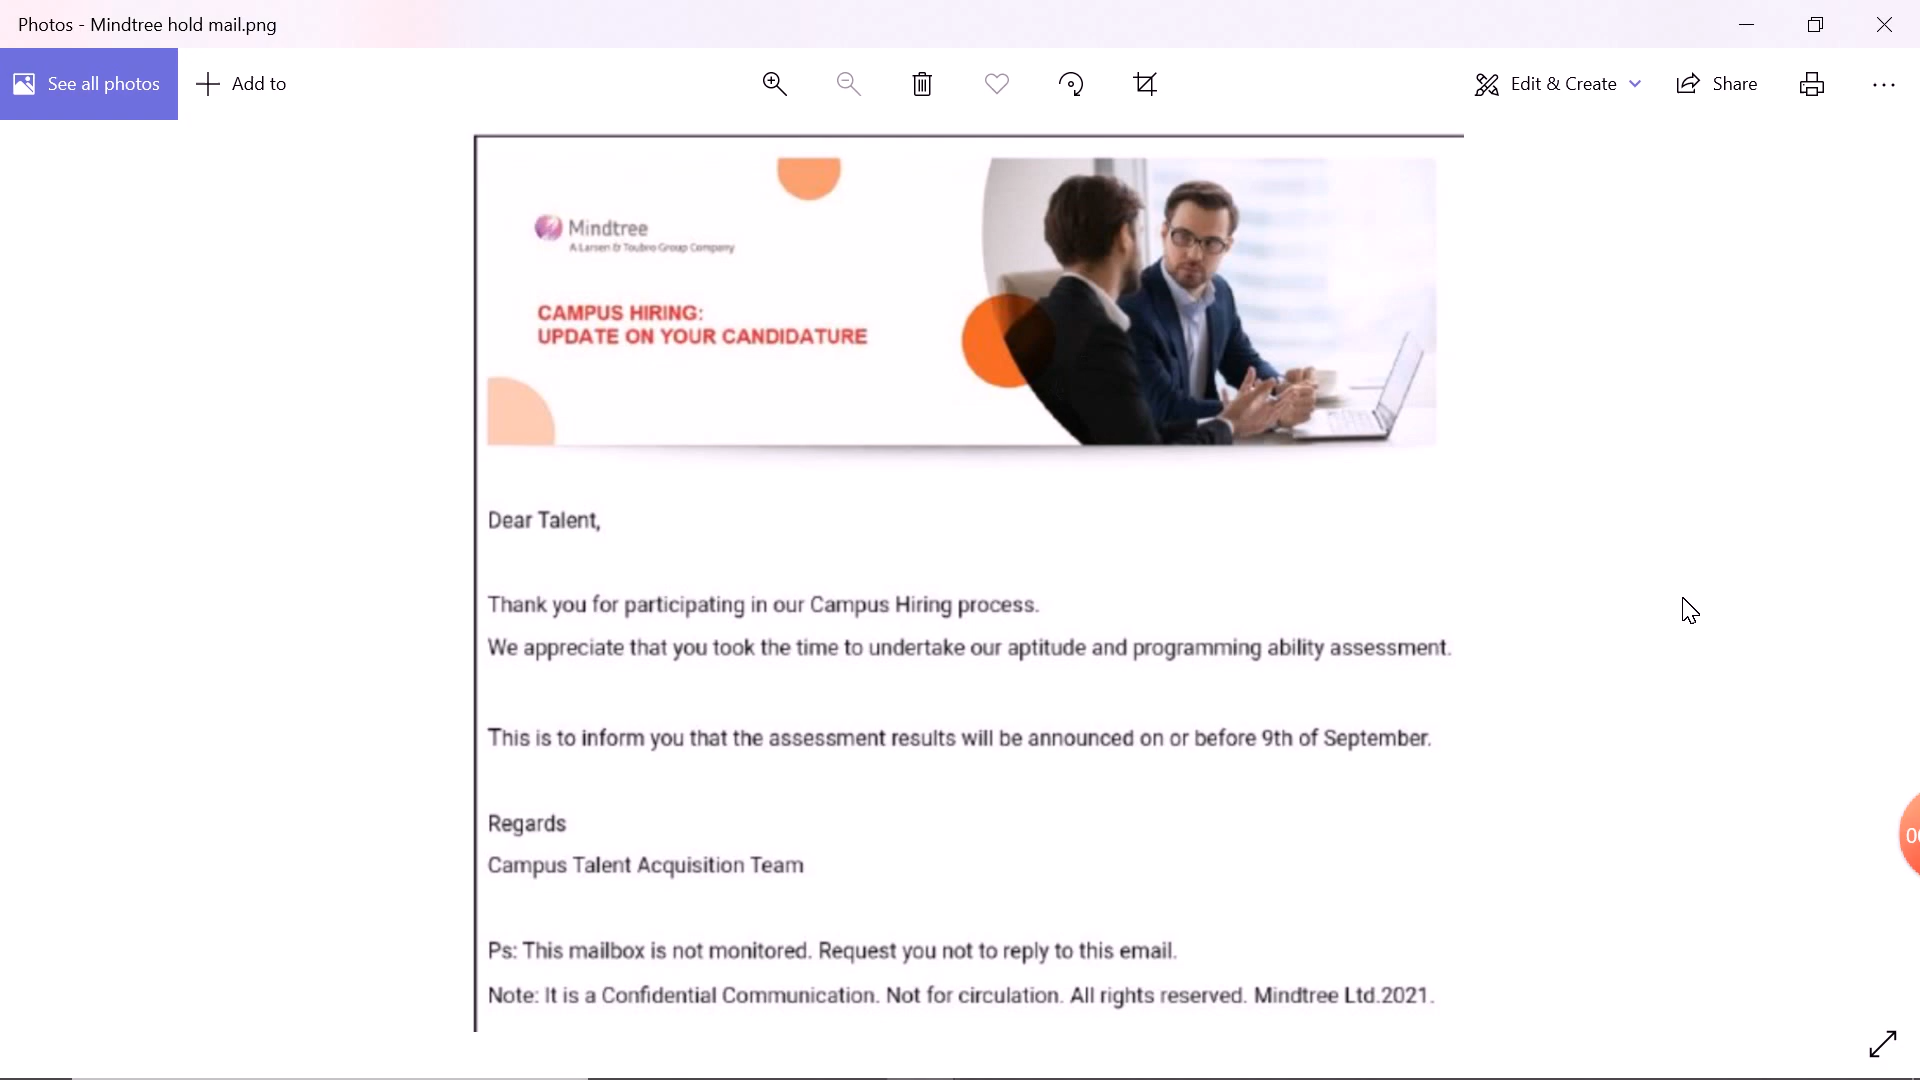 Photos - Mindtree hold mail.png
See all photos
Add to
Edit & Create
Share
Mindtree
A Larsen & Toubro Group Company
CAMPUS HIRING:
UPDATE ON YOUR CANDIDATURE
Dear Talent,
Thank you for participating in our Campus Hiring process.
We appreciate that you took the time to undertake our aptitude and programming ability assessment.
This is to inform you that the assessment results will be announced on or before 9th of September.
Regards
Campus Talent Acquisition Team
Ps: This mailbox is not monitored. Request you not to reply to this email.
Note: It is a Confidential Communication. Not for circulation. All rights reserved. Mindtree Ltd.2021.